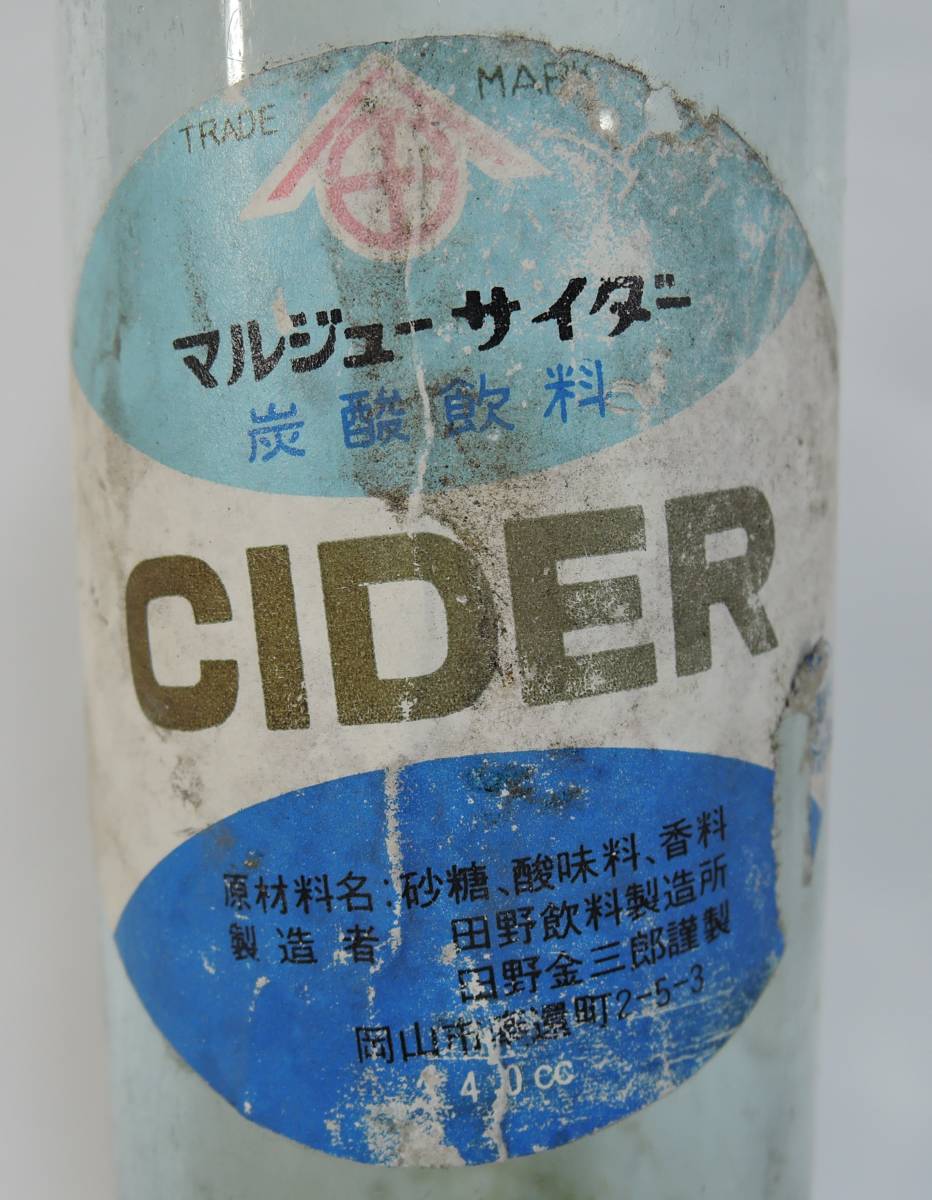 TRADE MARK
マルジューサイダー
炭酸飲料
CIDER
原材料名:砂糖、酸味料、香料
製造者 田野飲料製造所
田野金三郎謹製
岡山市 町2-5-3